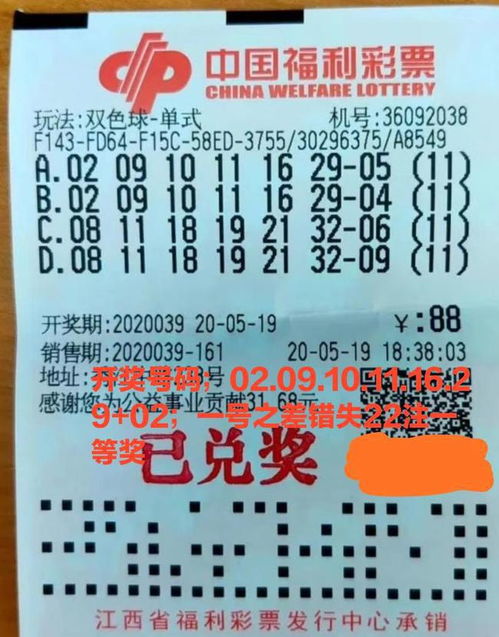 中国福利彩票
CHINA WELFARE LOTTERY
玩法:双色球-单式 机号:36092038
F143-FD64-F15C-58ED-3755/30296375/A8549
A.02 09 10 11 16 29-05 (11)
B.02 09 10 11 16 29-04 (11)
C.08 11 18 19 21 32-06 (11)
D.08 11 18 19 21 32-09 (11)
开奖期:2020039 20-05-19 ¥:88
销售期:2020039-161 20-05-19 18:38:03
地址:
开奖号码；02.09.10.11.16.2
感谢您为公益事业贡献31.68元
9+02；一号之差错失22注一
等奖
已兑奖
江西省福利彩票发行中心承销